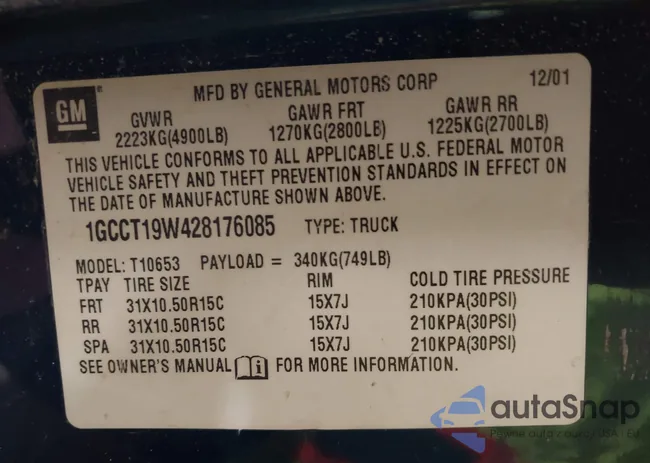 MFD BY GENERAL MOTORS CORP 12/01
GM
GVWR GAWR FRT GAWR RR
2223KG(4900LB) 1270KG(2800LB) 1225KG(2700LB)
THIS VEHICLE CONFORMS TO ALL APPLICABLE U.S. FEDERAL MOTOR
VEHICLE SAFETY AND THEFT PREVENTION STANDARDS IN EFFECT ON
THE DATE OF MANUFACTURE SHOWN ABOVE.
1GCCT19W428176085 TYPE: TRUCK
MODEL: T10653 PAYLOAD = 340KG(749LB)
TPAY TIRE SIZE RIM COLD TIRE PRESSURE
FRT 31X10.50R15C 15X7J 210KPA(30PSI)
RR 31X10.50R15C 15X7J 210KPA(30PSI)
SPA 31X10.50R15C 15X7J 210KPA(30PSI)
SEE OWNER'S MANUAL FOR MORE INFORMATION.
autaSnap